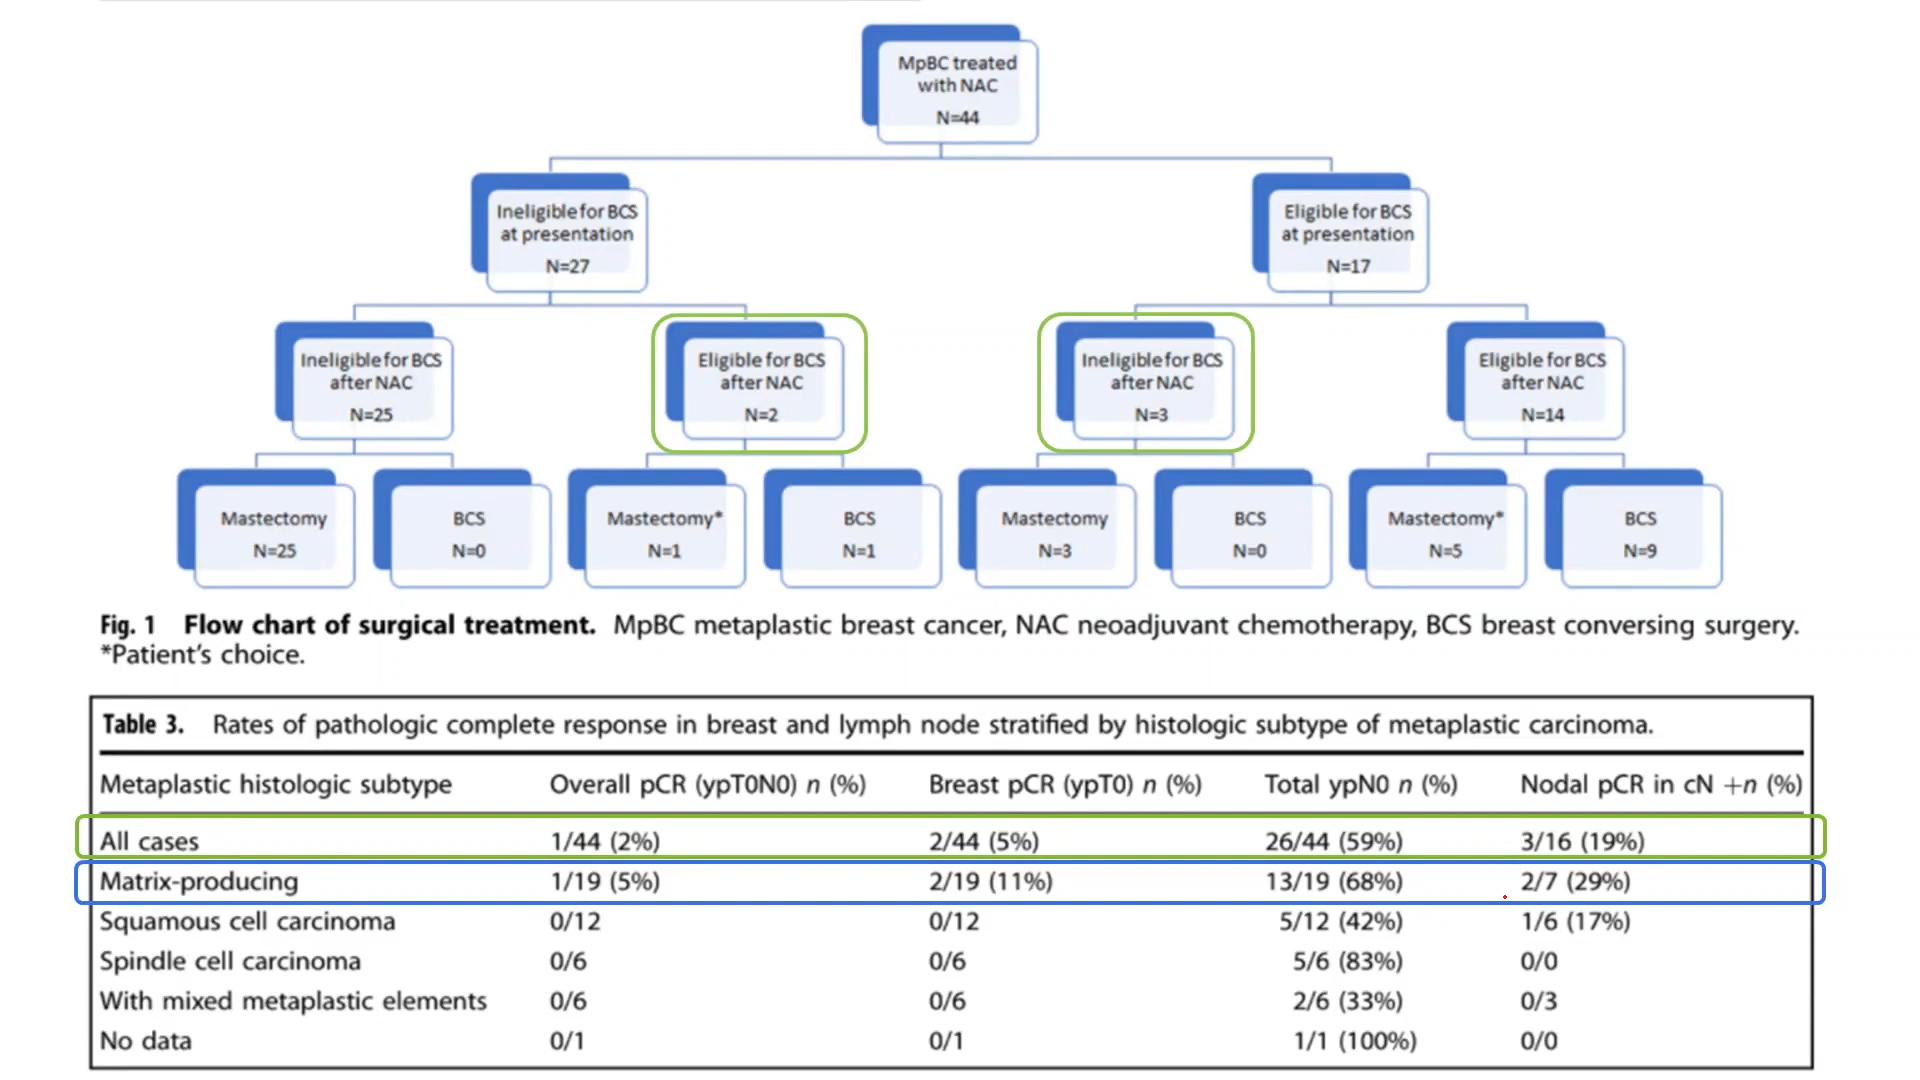 MpBC treated
with NAC
N=44
Ineligible for BCS
at presentation
N=27
Eligible for BCS
at presentation
N=17
Ineligible for BCS
after NAC
N=25
Eligible for BCS
after NAC
N=2
Ineligible for BCS
after NAC
N=3
Eligible for BCS
after NAC
N=14
Mastectomy
N=25
BCS
N=0
Mastectomy*
N=1
BCS
N=1
Mastectomy
N=3
BCS
N=0
Mastectomy*
N=5
BCS
N=9
Fig. 1 Flow chart of surgical treatment. MpBC metaplastic breast cancer, NAC neoadjuvant chemotherapy, BCS breast conversing surgery.
*Patient's choice.
Table 3. Rates of pathologic complete response in breast and lymph node stratified by histologic subtype of metaplastic carcinoma.
Metaplastic histologic subtype Overall pCR (ypT0N0) n (%) Breast pCR (ypT0) n (%) Total ypN0 n (%) Nodal pCR in cN +n (%)
All cases 1/44 (2%) 2/44 (5%) 26/44 (59%) 3/16 (19%)
Matrix-producing 1/19 (5%) 2/19 (11%) 13/19 (68%) 2/7 (29%)
Squamous cell carcinoma 0/12 0/12 5/12 (42%) 1/6 (17%)
Spindle cell carcinoma 0/6 0/6 5/6 (83%) 0/0
With mixed metaplastic elements 0/6 0/6 2/6 (33%) 0/3
No data 0/1 0/1 1/1 (100%) 0/0